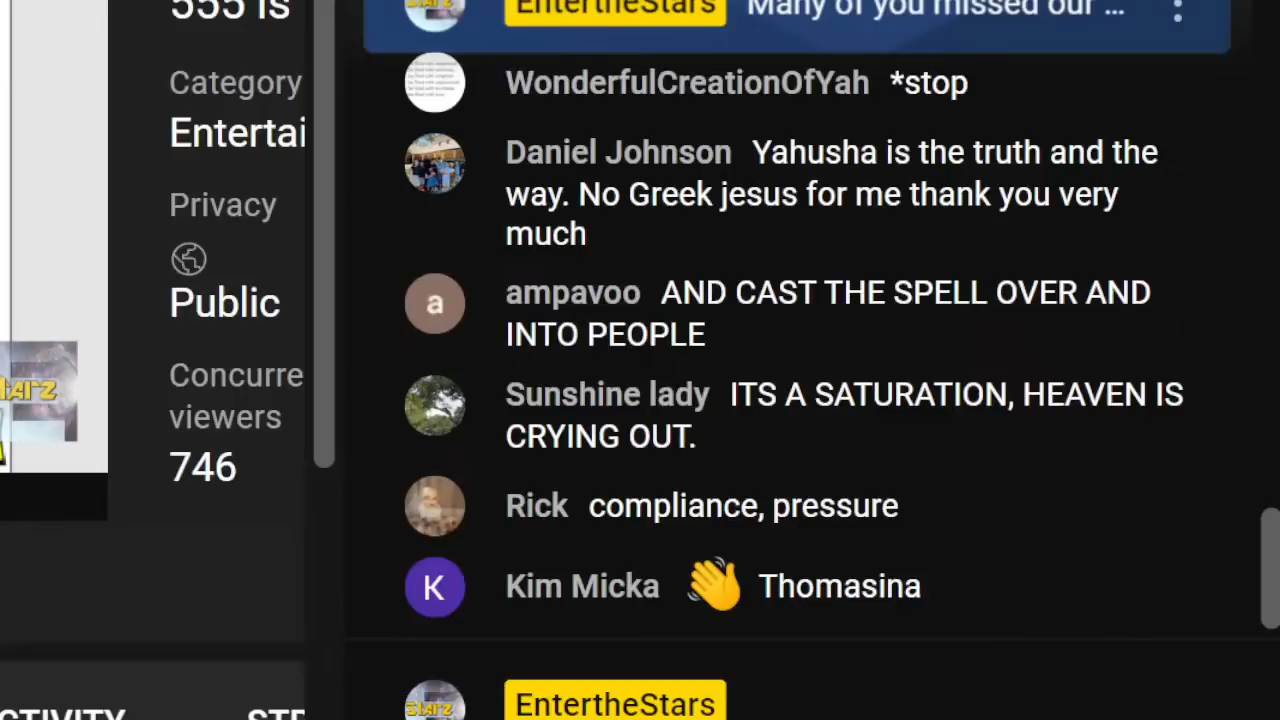 555 is
Category
Entertai
Privacy
Public
Concurre
viewers
746
EntertheStars Many of you missed our ...
WonderfulCreationOfYah *stop
Daniel Johnson Yahusha is the truth and the
way. No Greek jesus for me thank you very
much
a
ampavoo AND CAST THE SPELL OVER AND
INTO PEOPLE
Sunshine lady ITS A SATURATION, HEAVEN IS
CRYING OUT.
Rick compliance, pressure
K
Kim Micka 👋 Thomasina
EntertheStars